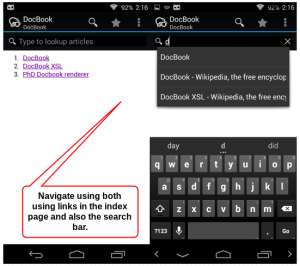 92% 2:16
DocBook
DocBook
Type to lookup articles
1. DocBook
2. DocBook XSL
3. PhD Docbook renderer
Navigate using both
using links in the index
page and also the search
bar.
92% 2:16
DocBook
DocBook
d
DocBook
DocBook - Wikipedia, the free encyclop
DocBook XSL - Wikipedia, the free ency
day d did
q w e r t y u i o p
a s d f g h j k l
z x c v b n m
?123 . Go